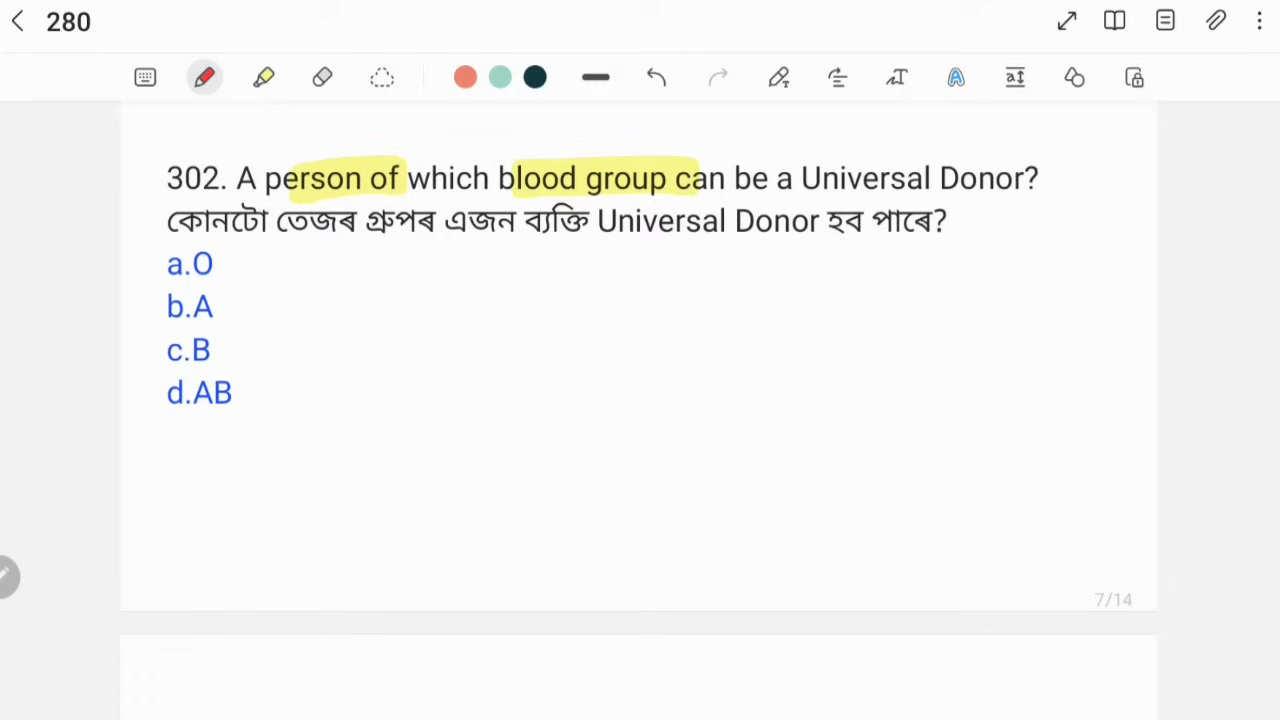 280
302. A person of which blood group can be a Universal Donor?
কোনটো তেজৰ গ্ৰুপৰ এজন ব্যক্তি Universal Donor হব পাৰে?
a.O
b.A
c.B
d.AB
7/14